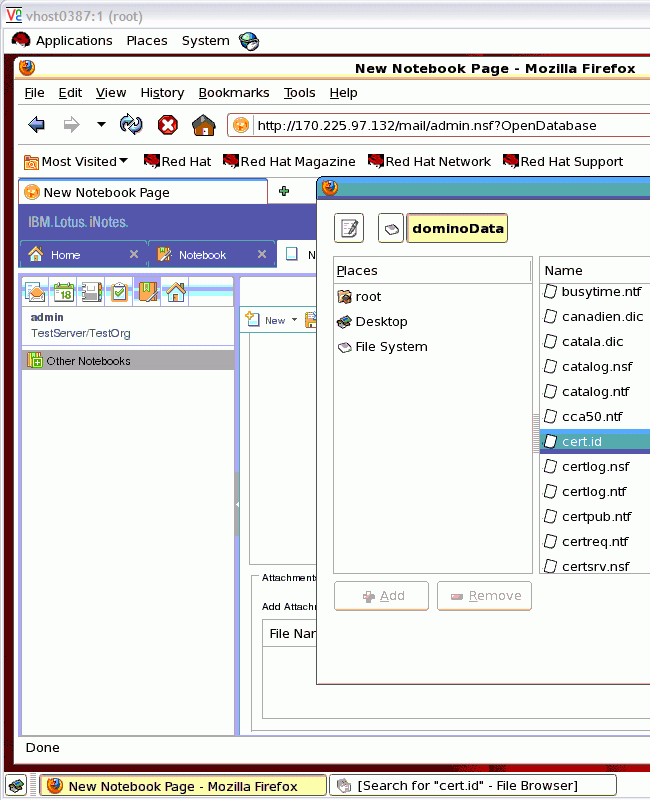 vhost0387:1 (root)
Applications Places System
New Notebook Page - Mozilla Firefox
File Edit View History Bookmarks Tools Help
http://170.225.97.132/mail/admin.nsf?OpenDatabase
Most Visited Red Hat Red Hat Magazine Red Hat Network Red Hat Support
New Notebook Page
IBM.Lotus.iNotes.
Home Notebook N
18
admin
TestServer/TestOrg
Other Notebooks
New
dominoData
Places
root
Desktop
File System
Name
busytime.ntf
canadien.dic
catala.dic
catalog.nsf
catalog.ntf
cca50.ntf
cert.id
certlog.nsf
certlog.ntf
certpub.ntf
certreq.ntf
certsrv.nsf
Add Remove
Attachments
Add Attachm
File Nan
Done
New Notebook Page - Mozilla Firefox [Search for "cert.id" - File Browser]